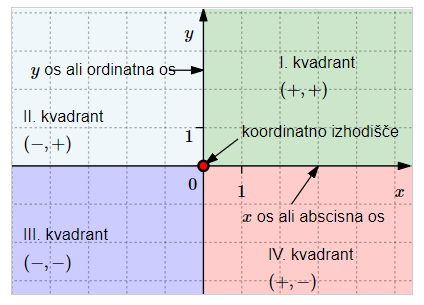 y
I. kvadrant
y os ali ordinatna os
(+, +)
II. kvadrant
1
koordinatno izhodišče
(−, +)
0
1
x
x os ali abscisna os
III. kvadrant
(−, −)
IV. kvadrant
(+, −)